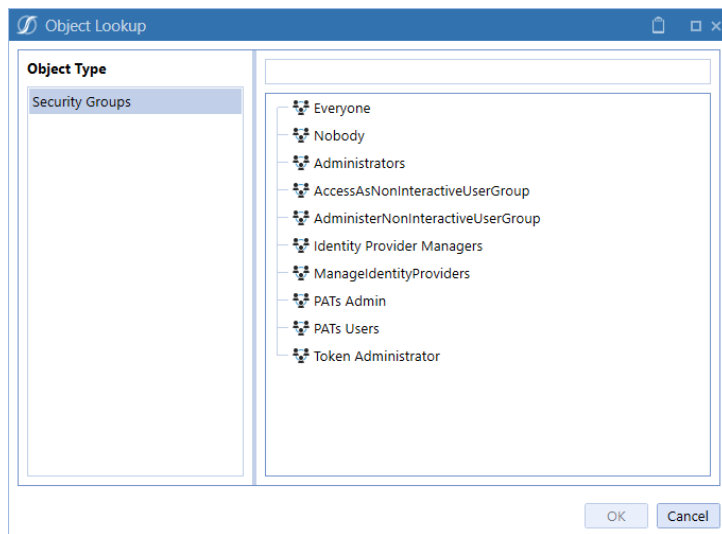 Object Lookup
Object Type
Security Groups
Everyone
Nobody
Administrators
AccessAsNonInteractiveUserGroup
AdministerNonInteractiveUserGroup
Identity Provider Managers
ManageIdentityProviders
PATs Admin
PATs Users
Token Administrator
OK Cancel